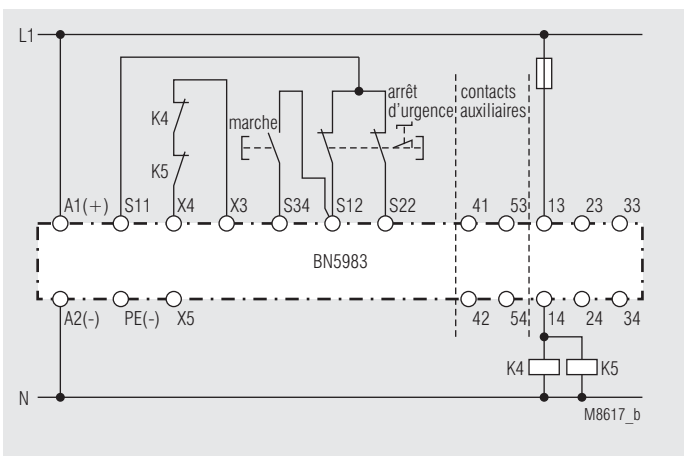 L1
arrêt
d'urgence
contacts
auxiliaires
K4
marche
K5
A1(+) S11 X4 X3 S34 S12 S22 41 53 13 23 33
BN5983
A2(-) PE(-) X5 42 54 14 24 34
K4 K5
N
M8617_b